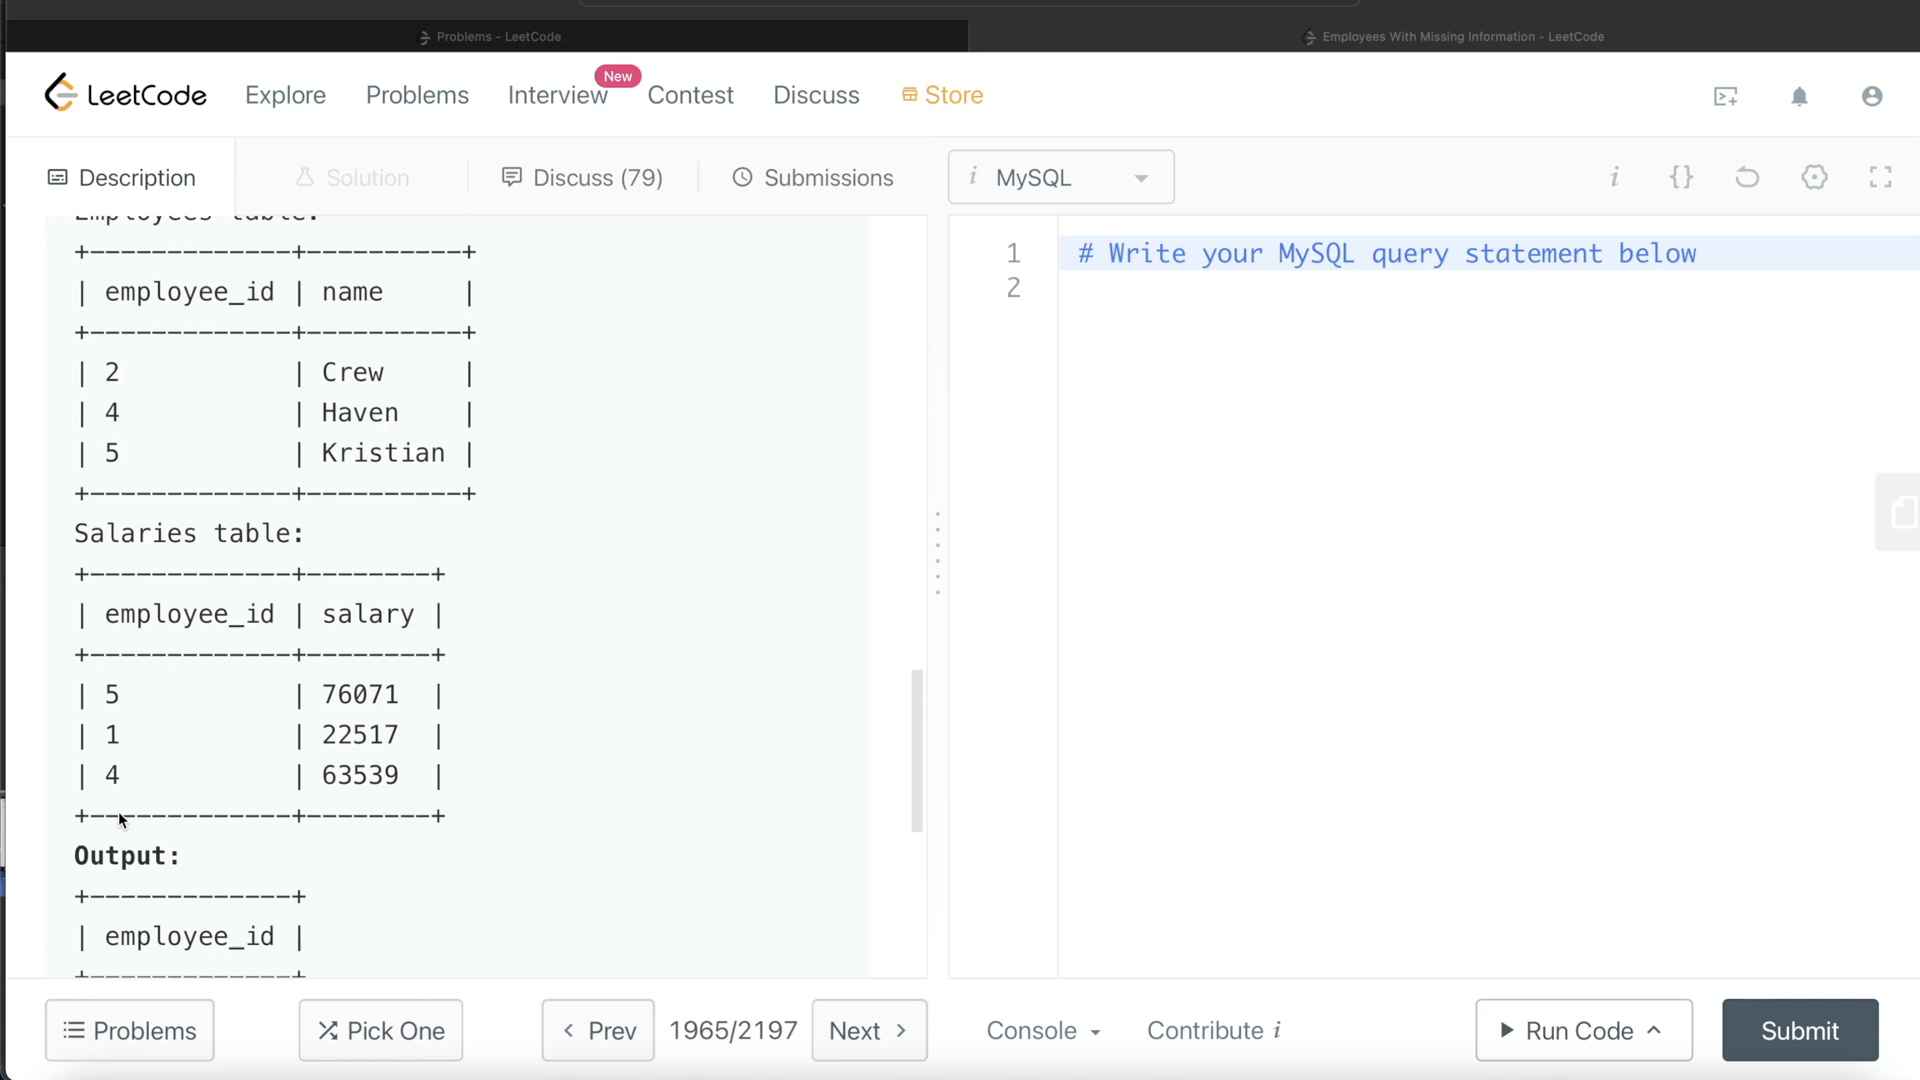 Problems - LeetCode
Employees With Missing Information - LeetCode
LeetCode
Explore
Problems
Interview
New
Contest
Discuss
Store
Description
Solution
Discuss (79)
Submissions
i MySQL
i {}
Employees table:
+-------------+----------+
| employee_id | name     |
+-------------+----------+
| 2           | Crew     |
| 4           | Haven    |
| 5           | Kristian |
+-------------+----------+
Salaries table:
+-------------+--------+
| employee_id | salary |
+-------------+--------+
| 5           | 76071  |
| 1           | 22517  |
| 4           | 63539  |
+-------------+--------+
Output:
+-------------+
| employee_id |
+-------------+
1 # Write your MySQL query statement below
2
Problems
Pick One
Prev
1965/2197
Next
Console
Contribute i
Run Code
Submit